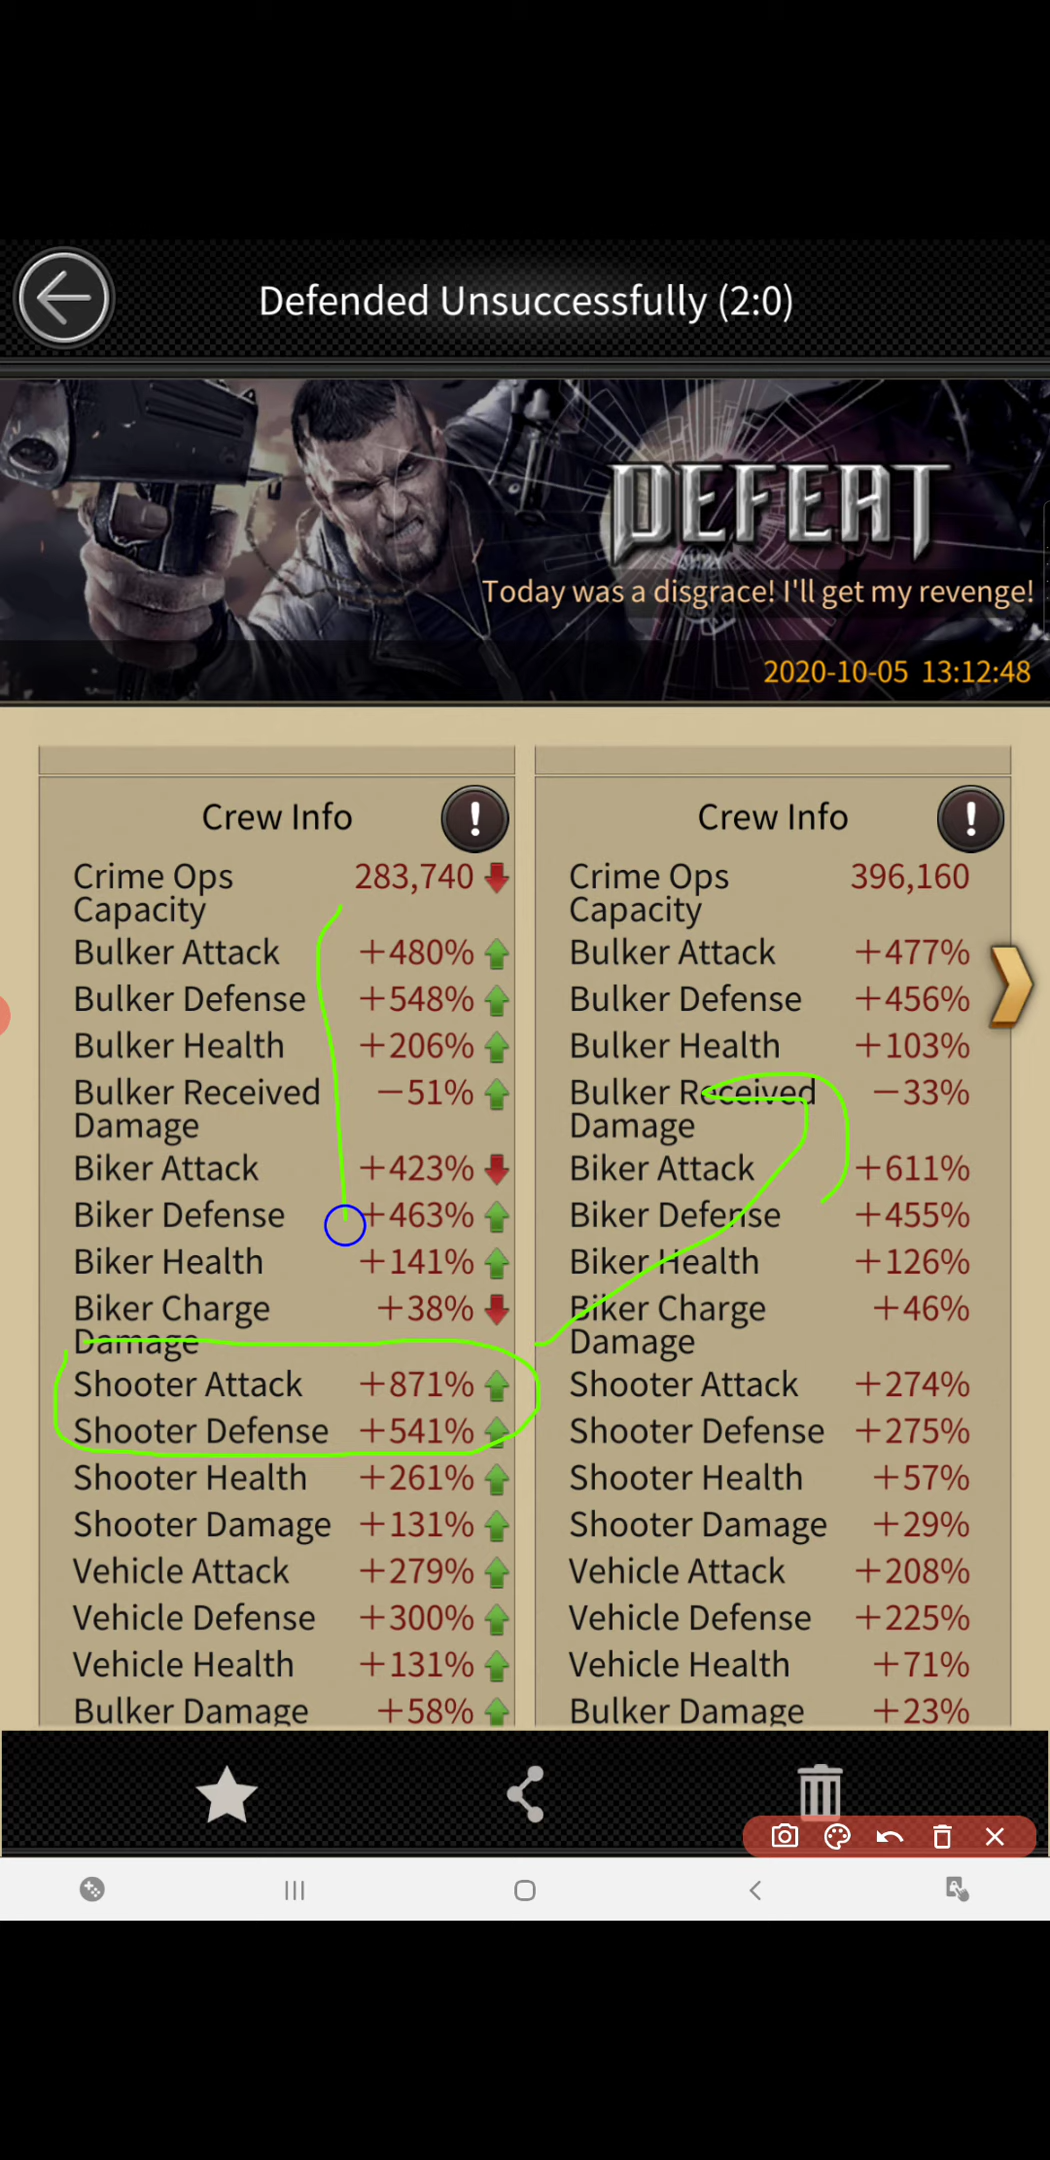 Defended Unsuccessfully (2:0)
DEFEAT
Today was a disgrace! I'll get my revenge!
2020-10-05 13:12:48
Crew Info
Crime Ops 283,740
Capacity
Bulker Attack +480%
Bulker Defense +548%
Bulker Health +206%
Bulker Received −51%
Damage
Biker Attack +423%
Biker Defense +463%
Biker Health +141%
Biker Charge +38%
Damage
Shooter Attack +871%
Shooter Defense +541%
Shooter Health +261%
Shooter Damage +131%
Vehicle Attack +279%
Vehicle Defense +300%
Vehicle Health +131%
Bulker Damage +58%
Crew Info
Crime Ops 396,160
Capacity
Bulker Attack +477%
Bulker Defense +456%
Bulker Health +103%
Bulker Received −33%
Damage
Biker Attack +611%
Biker Defense +455%
Biker Health +126%
Biker Charge +46%
Damage
Shooter Attack +274%
Shooter Defense +275%
Shooter Health +57%
Shooter Damage +29%
Vehicle Attack +208%
Vehicle Defense +225%
Vehicle Health +71%
Bulker Damage +23%